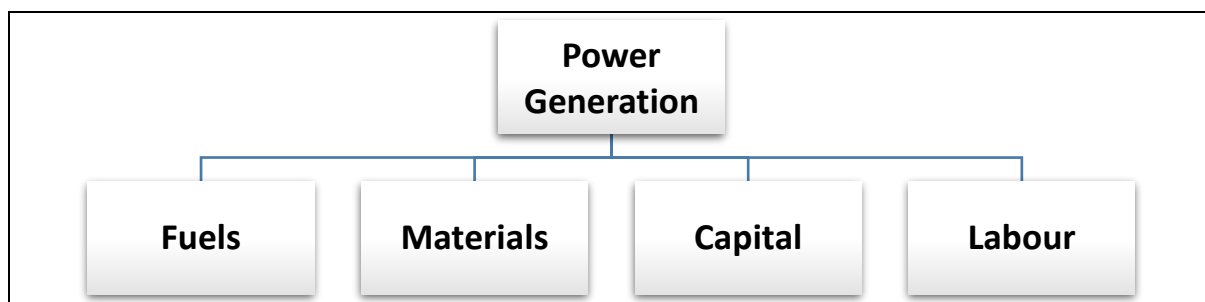 Power
Generation
Fuels
Materials
Capital
Labour